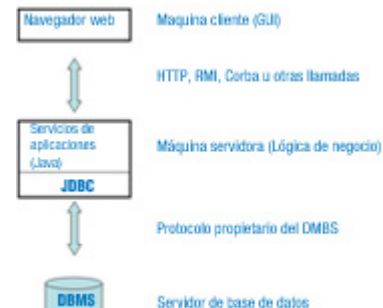 Navegador web
Maquina cliente (GUI)
HTTP, RMI, Corba u otras llamadas
Servicios de
aplicaciones
(Java)
JDBC
Máquina servidora (Lógica de negocio)
Protocolo propietario del DMBS
DBMS
Servidor de base de datos